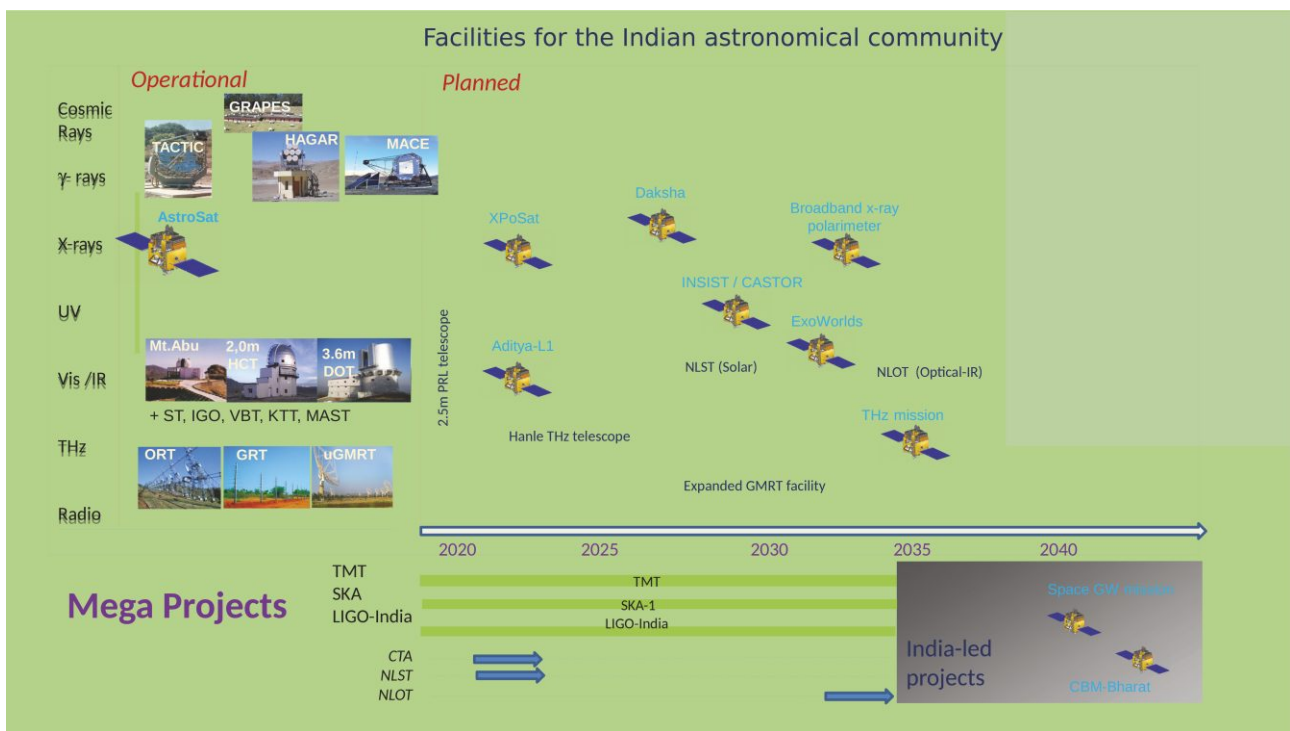 Facilities for the Indian astronomical community
Operational
Planned
Cosmic
Rays
γ- rays
X-rays
UV
Vis /IR
THz
Radio
GRAPES
TACTIC
HAGAR
MACE
AstroSat
Mt.Abu
2,0m
HCT
3.6m
DOT
+ ST, IGO, VBT, KTT, MAST
ORT
GRT
uGMRT
2.5m PRL telescope
XPoSat
Daksha
Broadband x-ray
polarimeter
INSIST / CASTOR
ExoWorlds
Aditya-L1
NLST (Solar)
NLOT (Optical-IR)
THz mission
Hanle THz telescope
Expanded GMRT facility
2020
2025
2030
2035
2040
Mega Projects
TMT
SKA
LIGO-India
TMT
SKA-1
LIGO-India
CTA
NLST
NLOT
India-led
projects
Space GW mission
CBM-Bharat